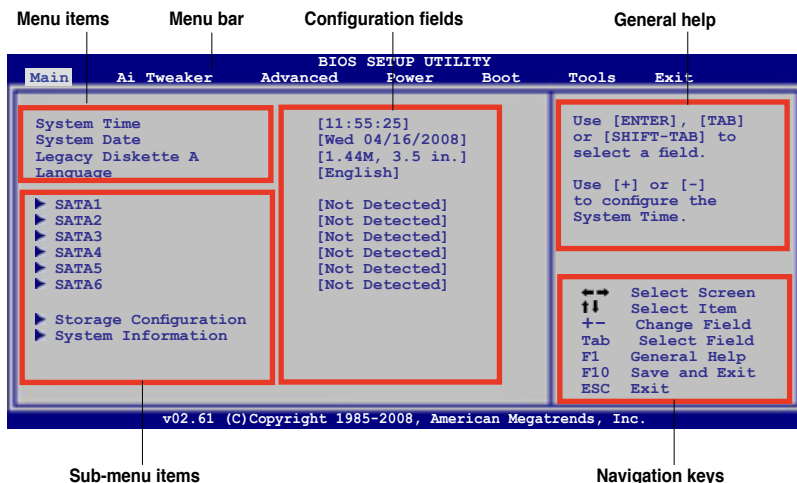 Menu items Menu bar Configuration fields General help
BIOS SETUP UTILITY
Main Ai Tweaker Advanced Power Boot Tools Exit
System Time [11:55:25]
System Date [Wed 04/16/2008]
Legacy Diskette A [1.44M, 3.5 in.]
Language [English]
SATA1 [Not Detected]
SATA2 [Not Detected]
SATA3 [Not Detected]
SATA4 [Not Detected]
SATA5 [Not Detected]
SATA6 [Not Detected]
Storage Configuration
System Information
Use [ENTER], [TAB]
or [SHIFT-TAB] to
select a field.
Use [+] or [-]
to configure the
System Time.
←→ Select Screen
↑↓ Select Item
+- Change Field
Tab Select Field
F1 General Help
F10 Save and Exit
ESC Exit
v02.61 (C)Copyright 1985-2008, American Megatrends, Inc.
Sub-menu items Navigation keys